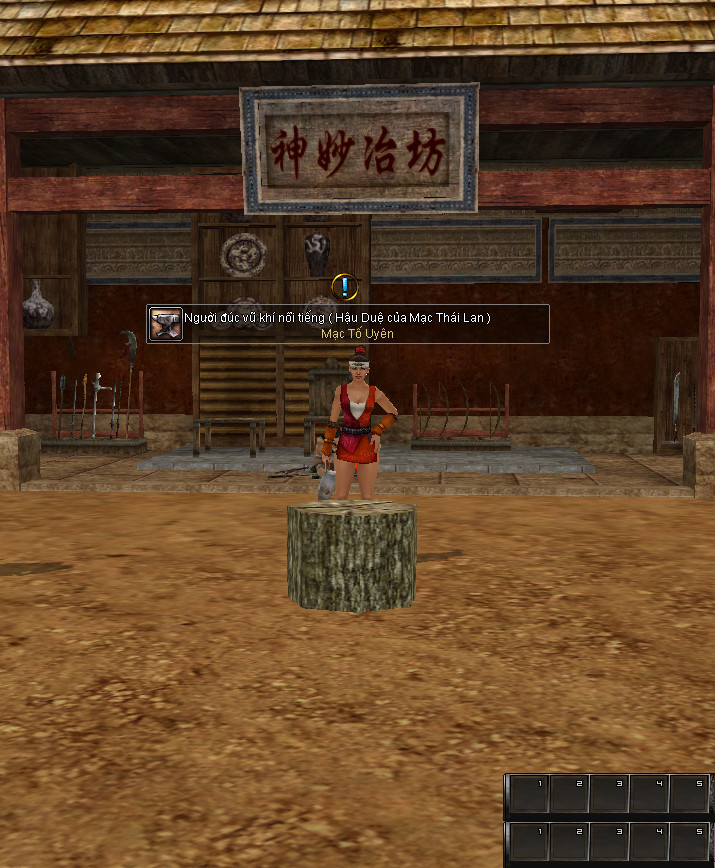 神妙冶坊
Người đúc vũ khí nổi tiếng ( Hậu Duệ của Mạc Thái Lan )
Mạc Tố Uyên
1 2 3 4 5
1 2 3 4 5